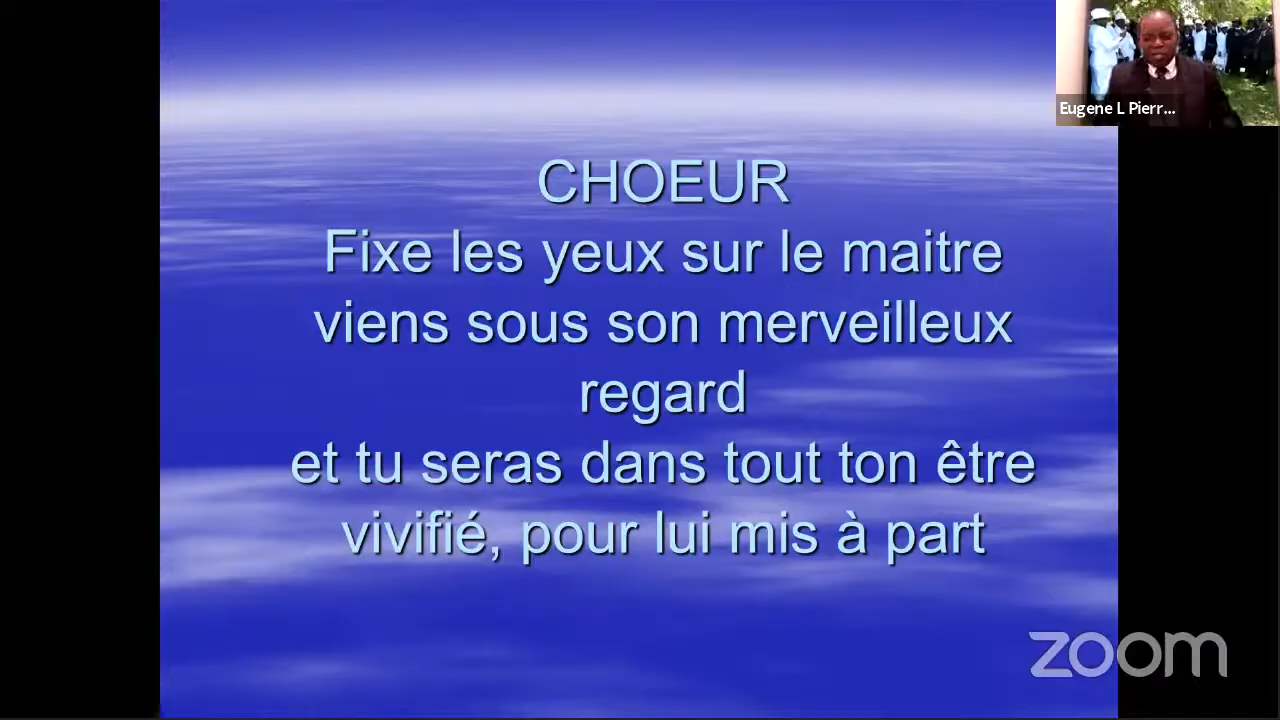 Eugene L Pierr...
CHOEUR
Fixe les yeux sur le maitre
viens sous son merveilleux
regard
et tu seras dans tout ton être
vivifié, pour lui mis à part
zoom